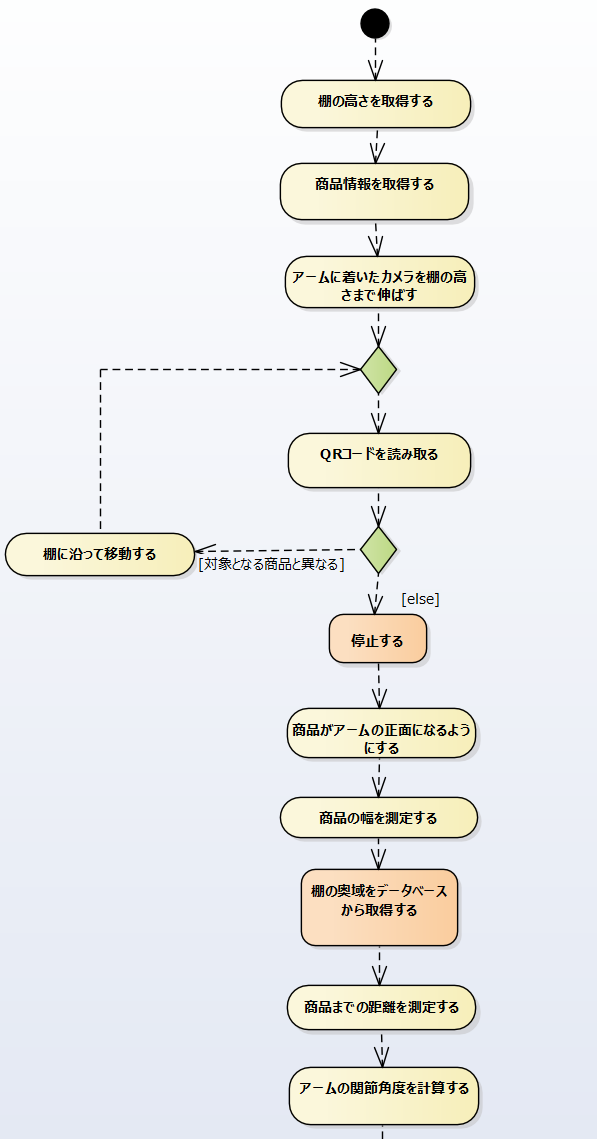 棚の高さを取得する
商品情報を取得する
アームに着いたカメラを棚の高
さまで伸ばす
QRコードを読み取る
棚に沿って移動する
[対象となる商品と異なる]
[else]
停止する
商品がアームの正面になるよう
にする
商品の幅を測定する
棚の奥域をデータベース
から取得する
商品までの距離を測定する
アームの関節角度を計算する